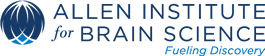 ALLEN INSTITUTE
for BRAIN SCIENCE
Fueling Discovery